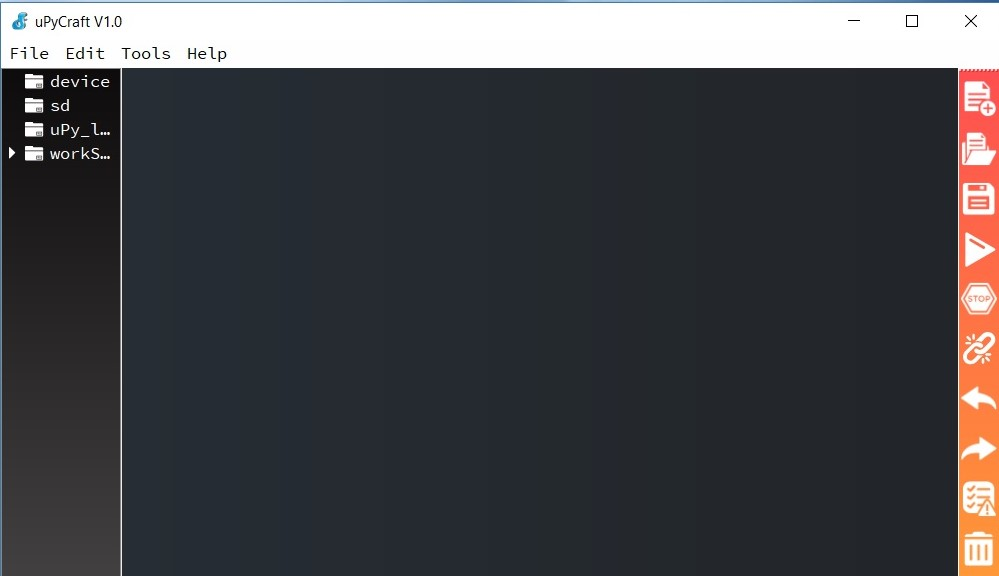 uPyCraft V1.0
File Edit Tools Help
device
sd
uPy_l…
workS…
STOP